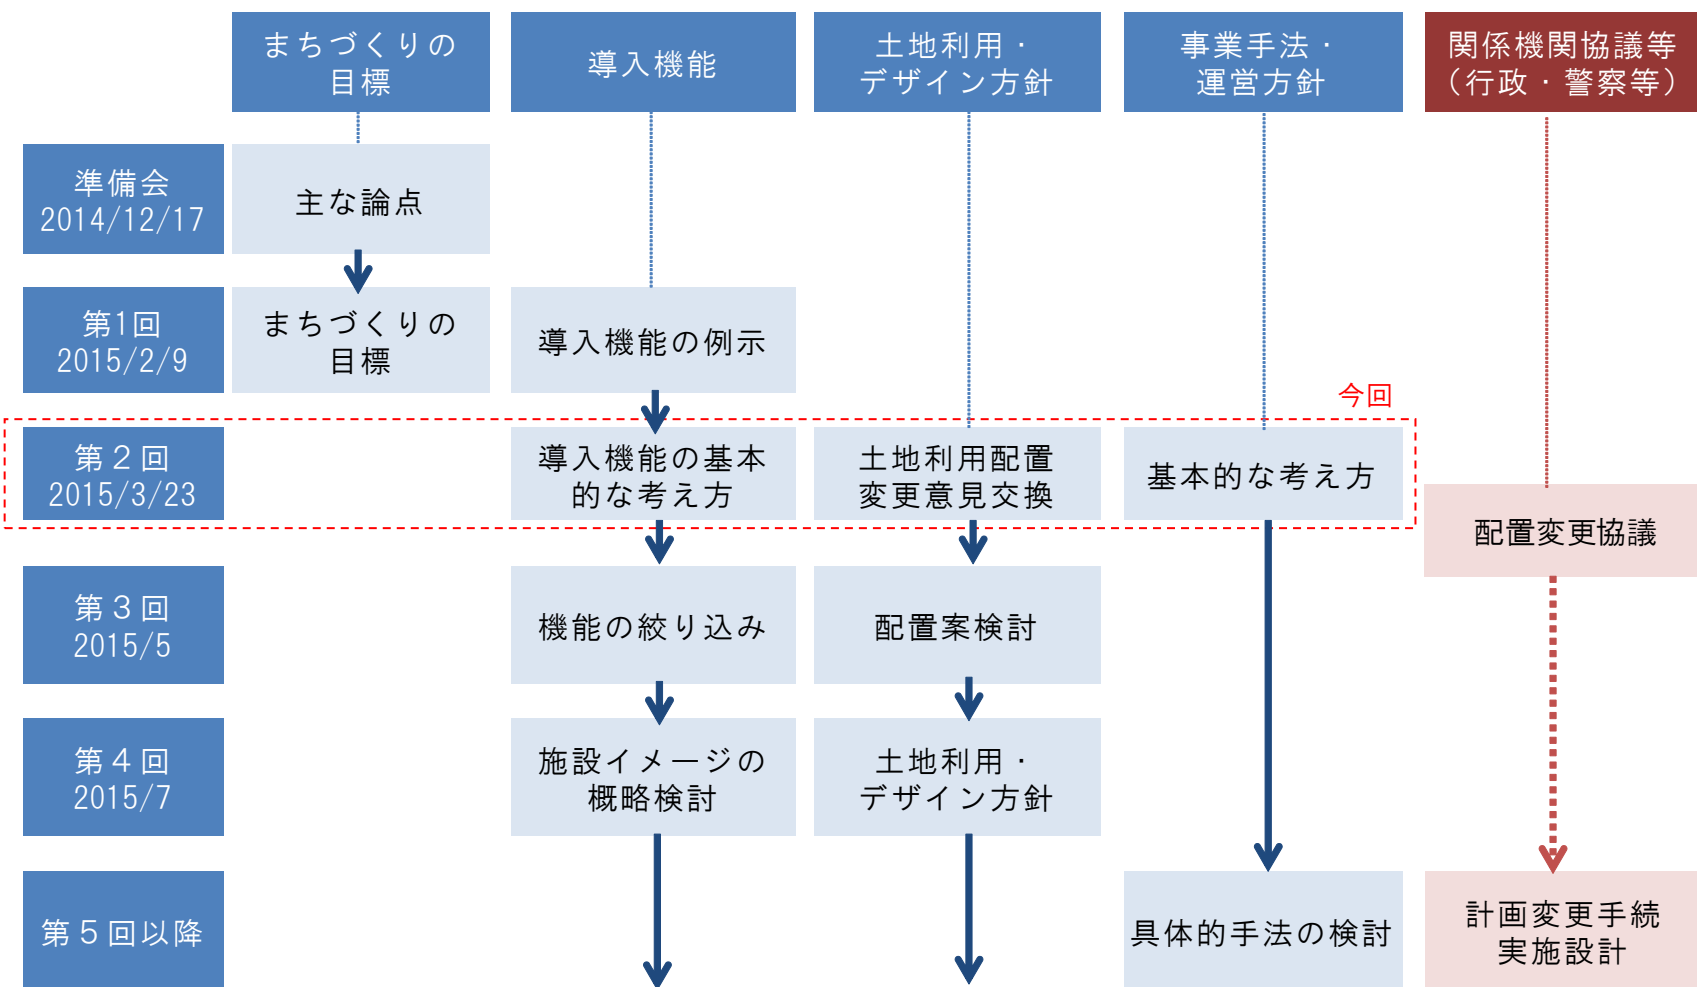 まちづくりの
目標
導入機能
土地利用・
デザイン方針
事業手法・
運営方針
関係機関協議等
（行政・警察等）
準備会
2014/12/17
主な論点
第1回
2015/2/9
まちづくりの
目標
導入機能の例示
今回
第２回
2015/3/23
導入機能の基本
的な考え方
土地利用配置
変更意見交換
基本的な考え方
配置変更協議
第３回
2015/5
機能の絞り込み
配置案検討
第４回
2015/7
施設イメージの
概略検討
土地利用・
デザイン方針
第５回以降
具体的手法の検討
計画変更手続
実施設計